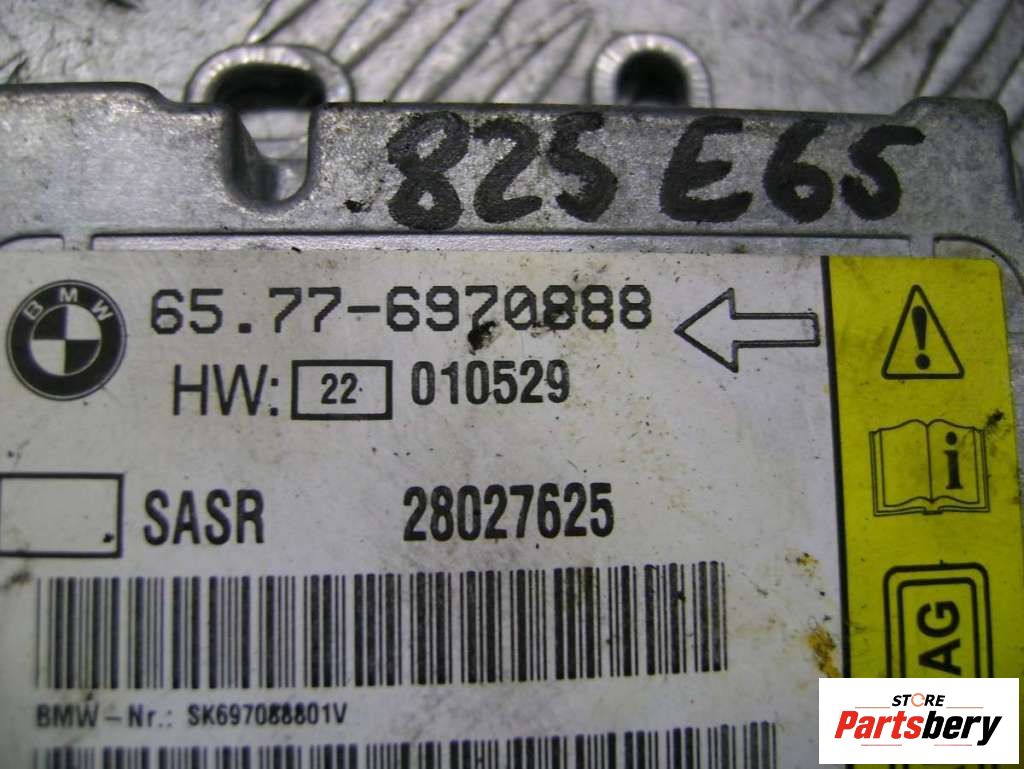 825 E65
BMW
65.77-6970888
HW: 22 010529
SASR 28027625
BMW-Nr.: SK697088801V
AG
STORE
Partsbery